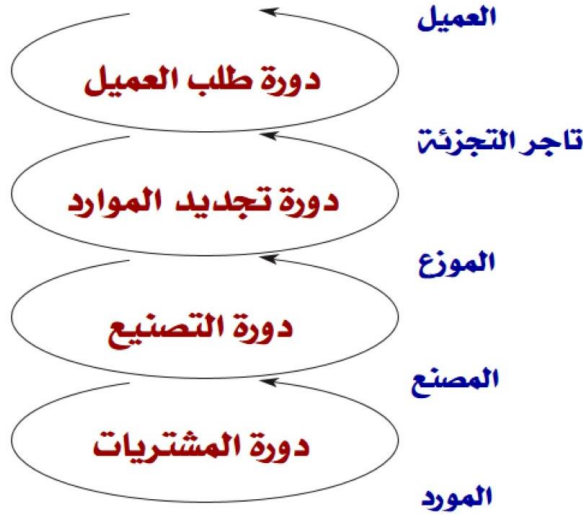 العميل
دورة طلب العميل
تاجر التجزئة
دورة تجديد الموارد
الموزع
دورة التصنيع
المصنع
دورة المشتريات
المورد